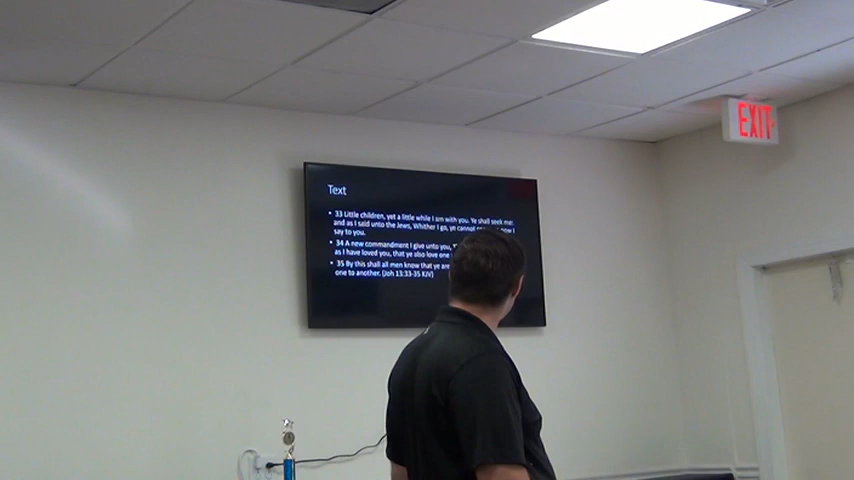 Text
• 33 Little children, yet a little while I am with you. Ye shall seek me:
and as I said unto the Jews, Whither I go, ye cannot now I
say to you.
• 34 A new commandment I give unto you,
as I have loved you, that ye also love one
• 35 By this shall all men know that ye are
one to another. (Joh 13:33-35 KJV)
EXIT